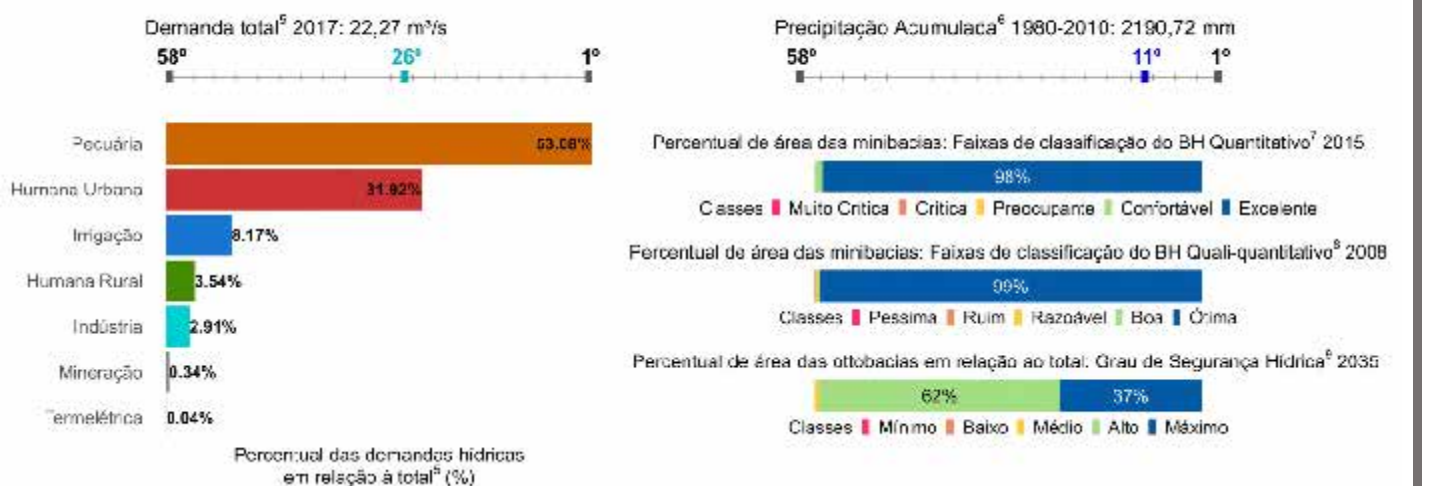 Demanda total⁵ 2017: 22,27 m³/s
58º 26º 1º
Pecuária 53.08%
Humana Urbana 31.92%
Irrigação 8.17%
Humana Rural 3.54%
Indústria 2.91%
Mineração 0.34%
Termelétrica 0.04%
Percentual das demandas hídricas
em relação à total⁵ (%)
Precipitação Acumulada⁶ 1980-2010: 2190,72 mm
58º 11º 1º
Percentual de área das minibacias: Faixas de classificação do BH Quantitativo⁷ 2015
98%
Classes Muito Critica Critica Preocupante Confortável Excelente
Percentual de área das minibacias: Faixas de classificação do BH Quali-quantitativo⁸ 2008
99%
Classes Pessima Ruim Razoável Boa Ótima
Percentual de área das ottobacias em relação ao total: Grau de Segurança Hídrica⁹ 2035
62% 37%
Classes Mínimo Baixo Médio Alto Máximo